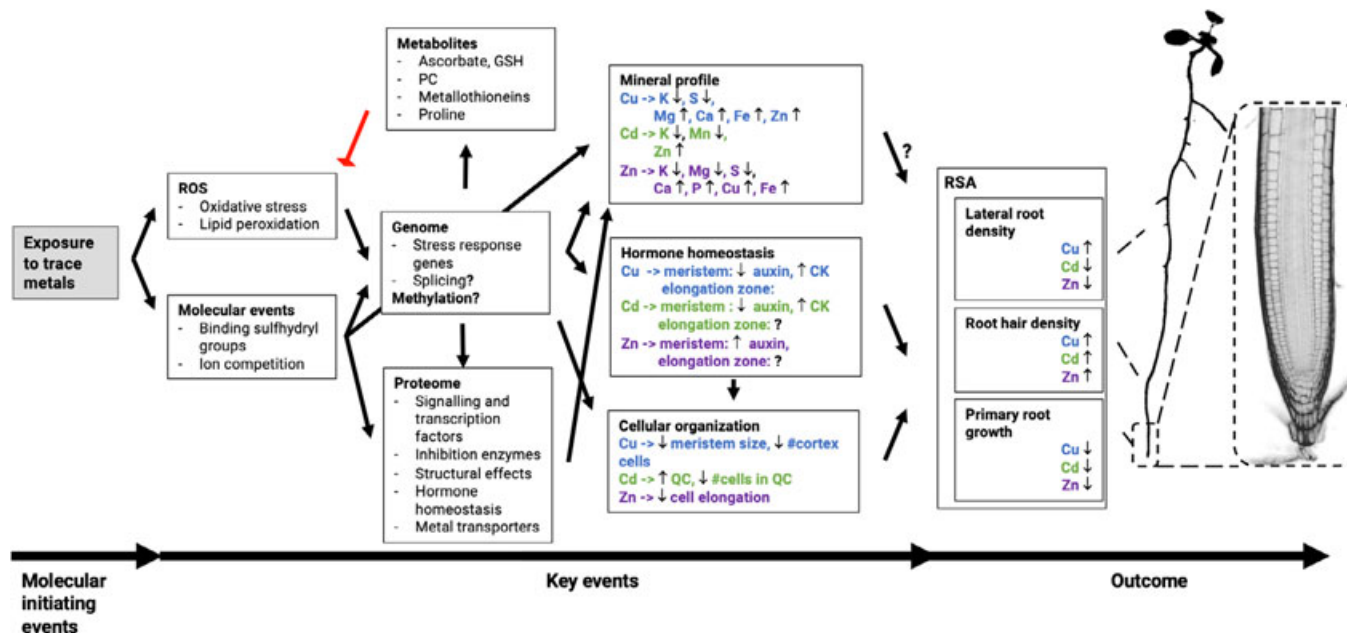 Exposure
to trace
metals
ROS
- Oxidative stress
- Lipid peroxidation
Molecular events
- Binding sulfhydryl
groups
- Ion competition
Metabolites
- Ascorbate, GSH
- PC
- Metallothioneins
- Proline
Genome
- Stress response
genes
- Splicing?
Methylation?
Proteome
- Signalling and
transcription
factors
- Inhibition enzymes
- Structural effects
- Hormone
homeostasis
- Metal transporters
Mineral profile
Cu -> K ↓, S ↓,
Mg ↑, Ca ↑, Fe ↑, Zn ↑
Cd -> K ↓, Mn ↓,
Zn ↑
Zn -> K ↓, Mg ↓, S ↓,
Ca ↑, P ↑, Cu ↑, Fe ↑
Hormone homeostasis
Cu -> meristem: ↓ auxin, ↑ CK
elongation zone:
Cd -> meristem : ↓ auxin, ↑ CK
elongation zone: ?
Zn -> meristem: ↑ auxin,
elongation zone: ?
Cellular organization
Cu -> ↓ meristem size, ↓ #cortex
cells
Cd -> ↑ QC, ↓ #cells in QC
Zn -> ↓ cell elongation
?
RSA
Lateral root
density
Cu ↑
Cd ↓
Zn ↓
Root hair density
Cu ↑
Cd ↑
Zn ↑
Primary root
growth
Cu ↓
Cd ↓
Zn ↓
Molecular
initiating
events
Key events
Outcome